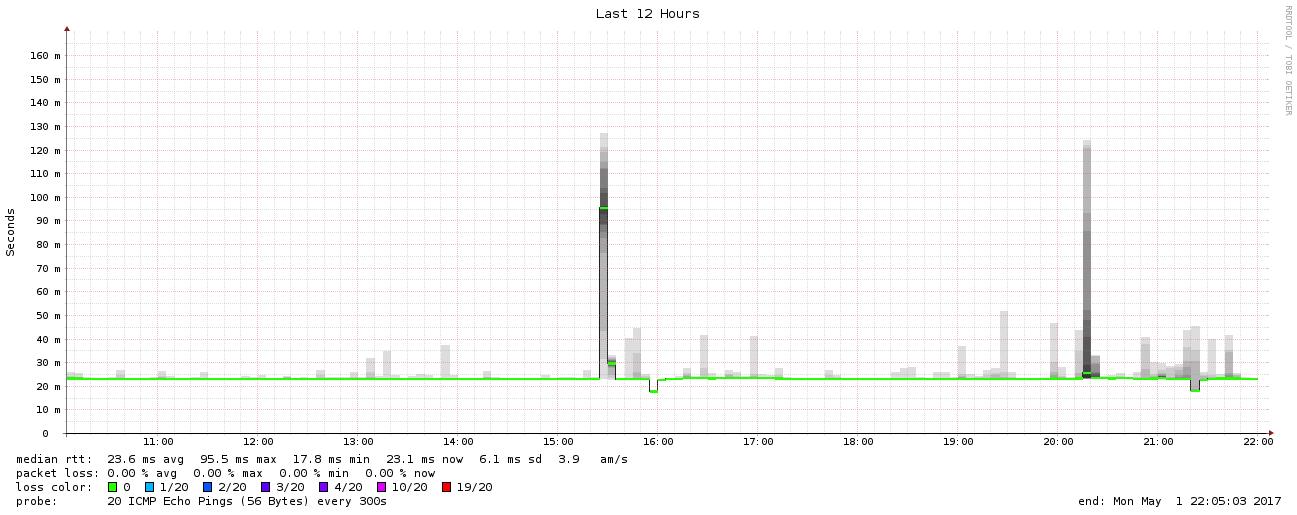 Last 12 Hours
RRDTOOL / TOBI OETIKER
Seconds
160 m
150 m
140 m
130 m
120 m
110 m
100 m
90 m
80 m
70 m
60 m
50 m
40 m
30 m
20 m
10 m
0
11:00 12:00 13:00 14:00 15:00 16:00 17:00 18:00 19:00 20:00 21:00 22:00
median rtt: 23.6 ms avg 95.5 ms max 17.8 ms min 23.1 ms now 6.1 ms sd 3.9 am/s
packet loss: 0.00 % avg 0.00 % max 0.00 % min 0.00 % now
loss color: 0 1/20 2/20 3/20 4/20 10/20 19/20
probe: 20 ICMP Echo Pings (56 Bytes) every 300s end: Mon May 1 22:05:03 2017